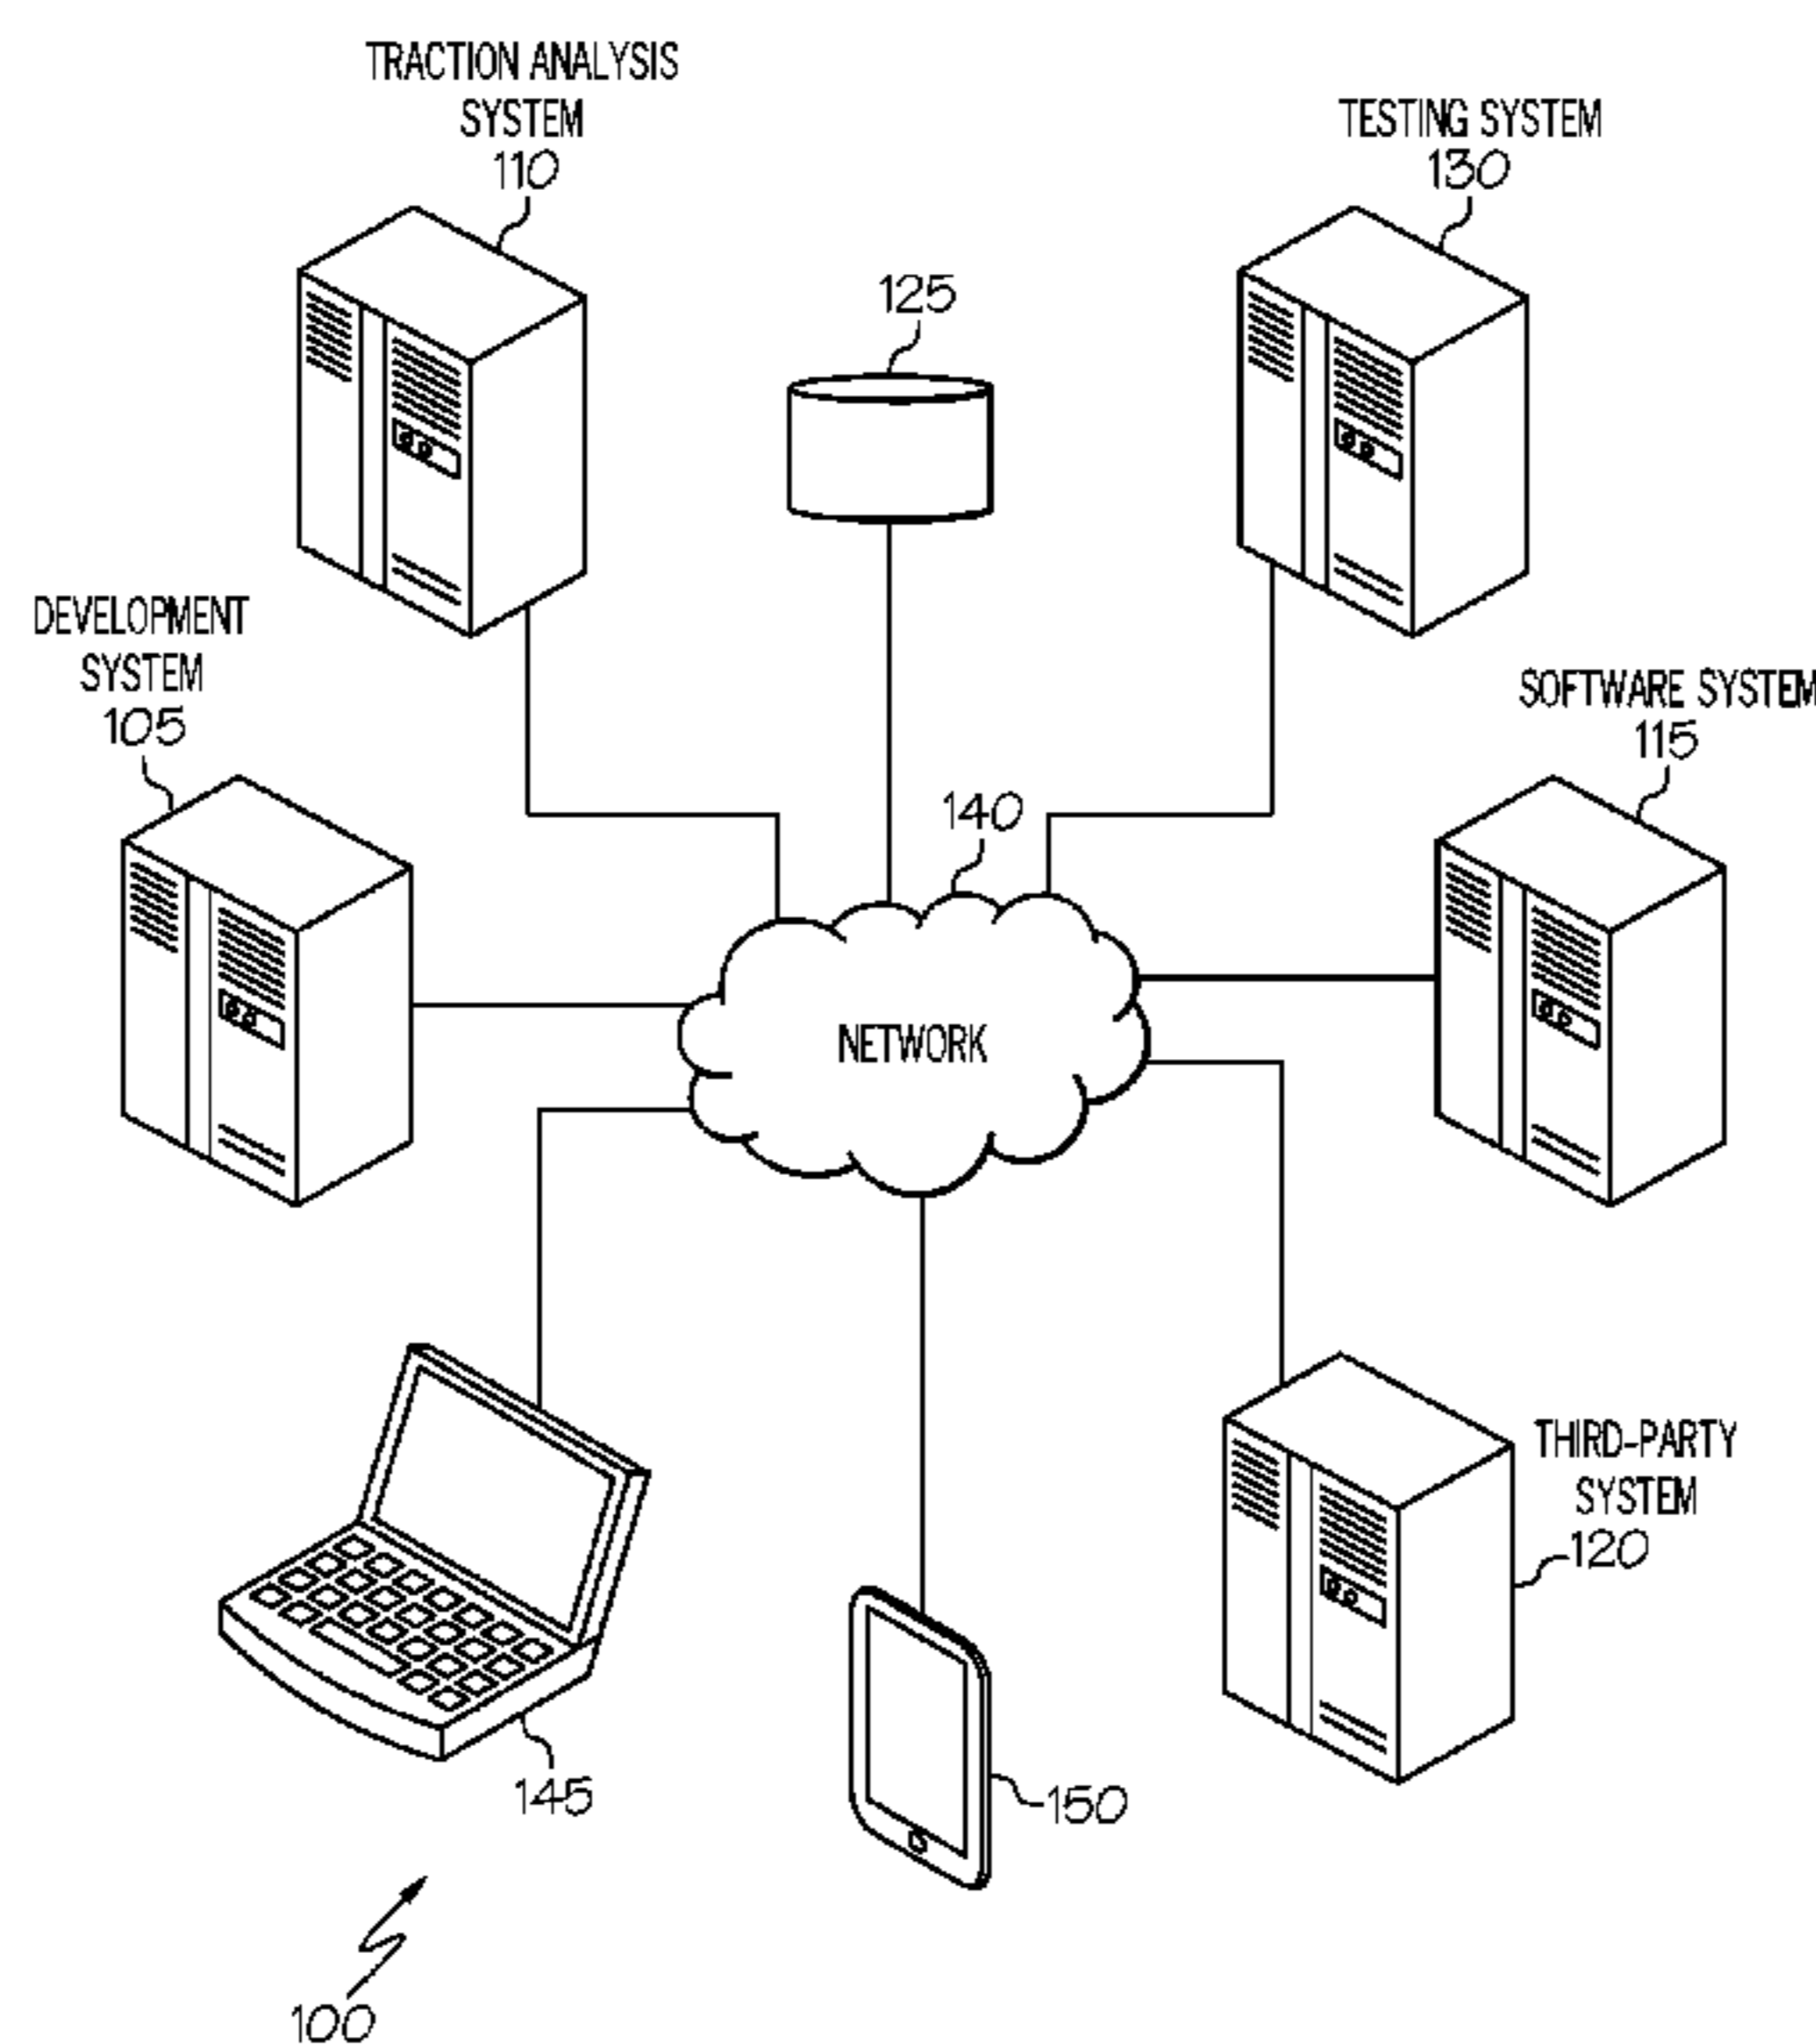 TRACTION ANALYSIS
SYSTEM
110
TESTING SYSTEM
130
125
DEVELOPMENT
SYSTEM
105
SOFTWARE SYSTEM
115
140
NETWORK
THIRD-PARTY
SYSTEM
120
145
150
100